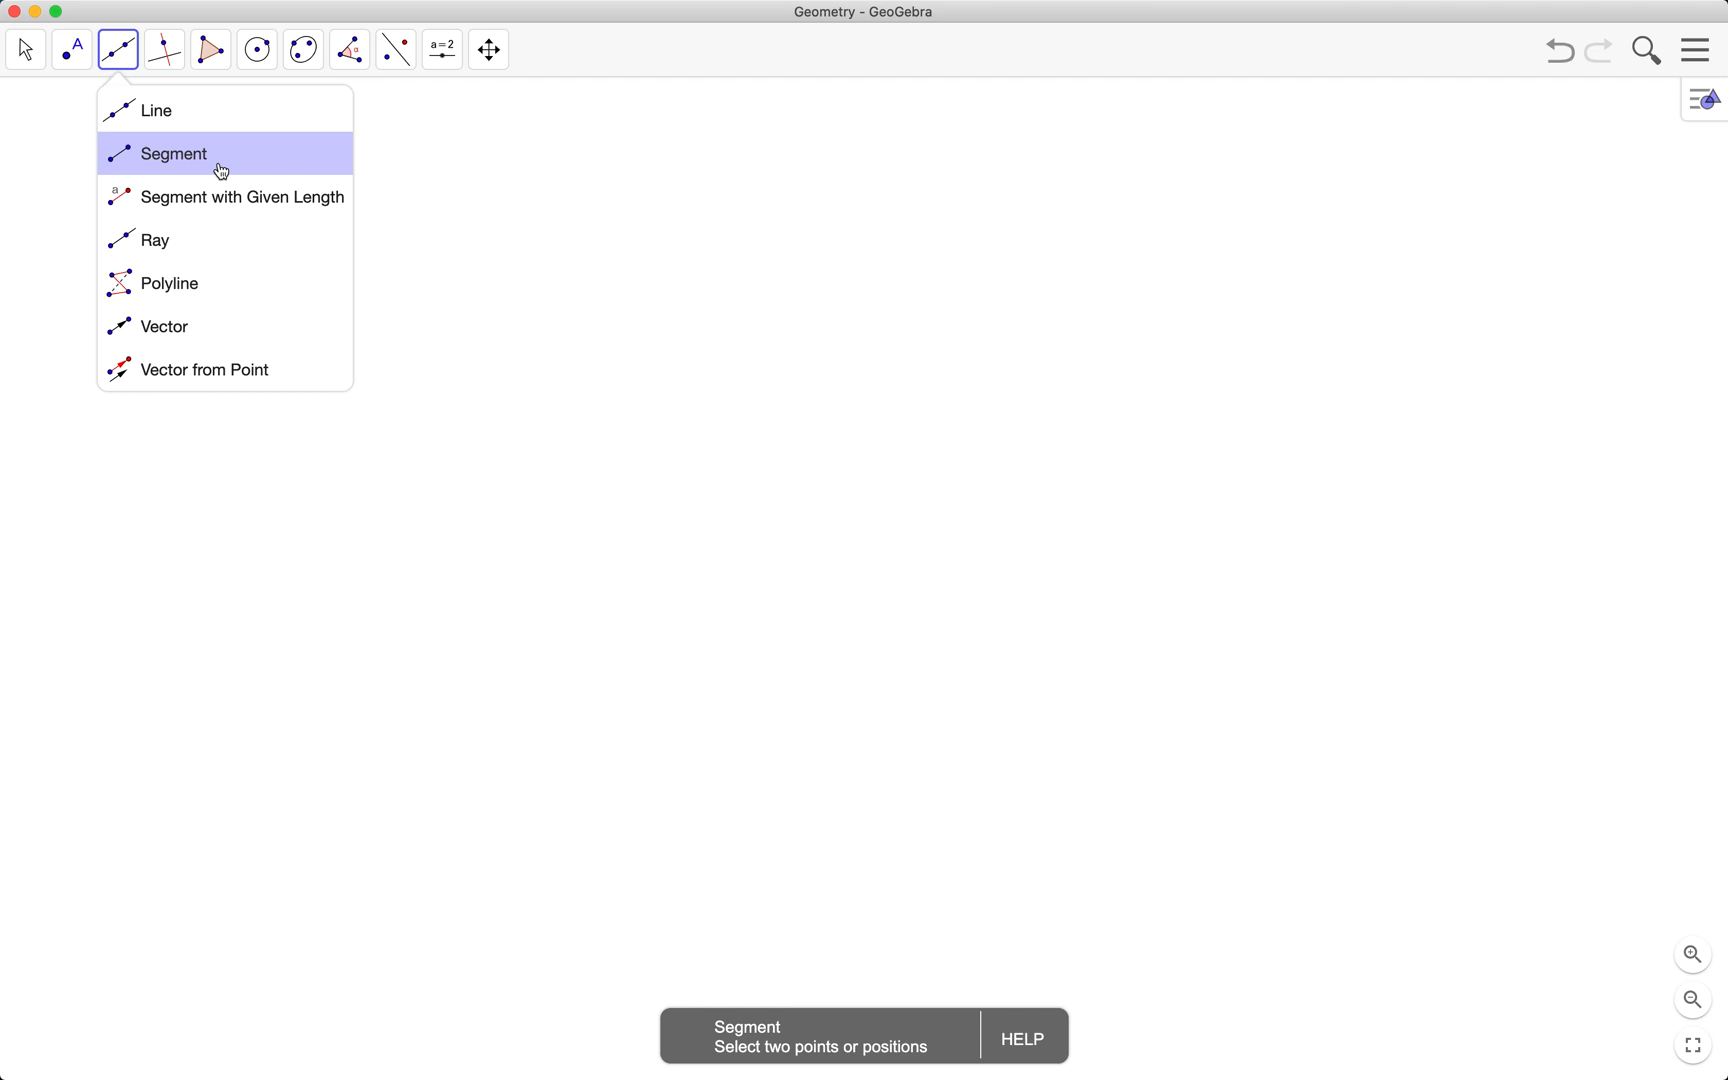 Geometry - GeoGebra
A
α
a=2
Line
Segment
a
Segment with Given Length
Ray
Polyline
Vector
Vector from Point
Segment
Select two points or positions
HELP